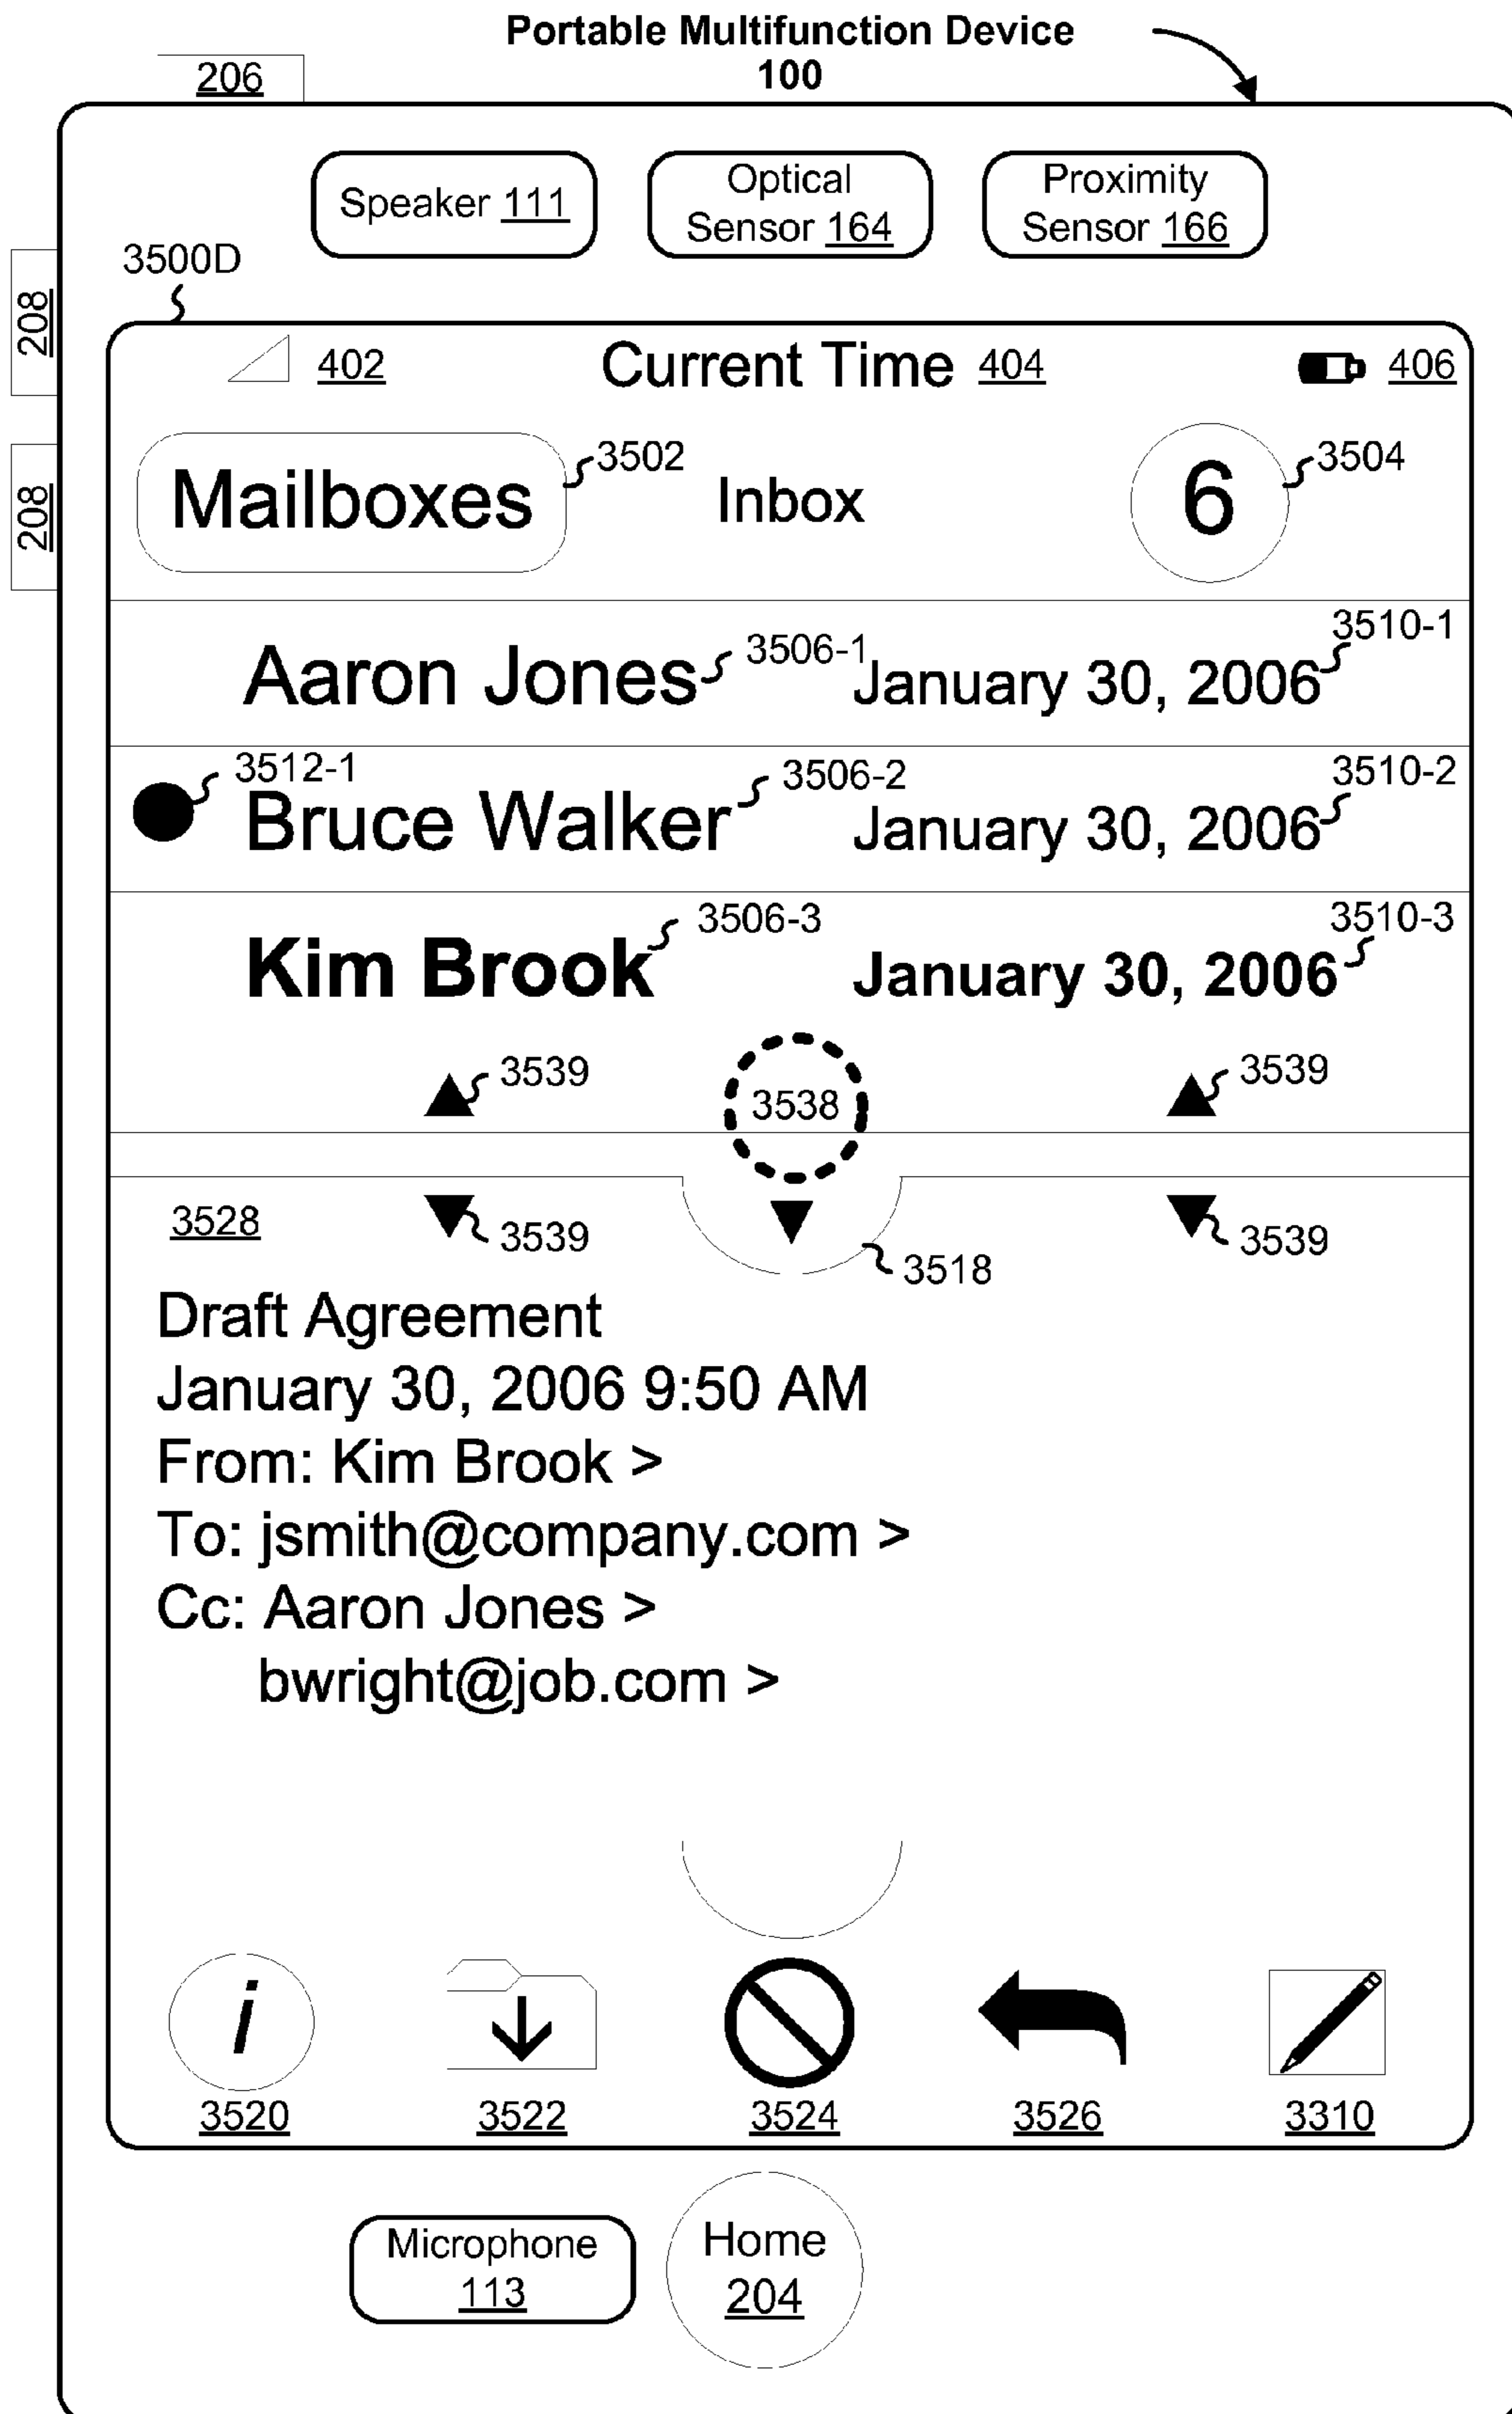 Portable Multifunction Device
100
206
Speaker 111
Optical
Sensor 164
Proximity
Sensor 166
3500D
208
208
402
Current Time 404
406
Mailboxes
3502
Inbox
6
3504
Aaron Jones
3506-1
January 30, 2006
3510-1
3512-1
Bruce Walker
3506-2
January 30, 2006
3510-2
Kim Brook
3506-3
January 30, 2006
3510-3
3539
3538
3539
3528
3539
3518
3539
Draft Agreement
January 30, 2006 9:50 AM
From: Kim Brook >
To: jsmith@company.com >
Cc: Aaron Jones >
bwright@job.com >
i
3520
3522
3524
3526
3310
Microphone
113
Home
204